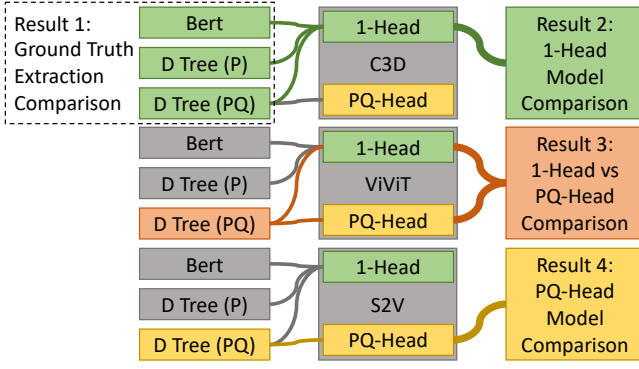 Result 1:
Ground Truth
Extraction
Comparison
Bert
D Tree (P)
D Tree (PQ)
1-Head
C3D
PQ-Head
Result 2:
1-Head
Model
Comparison
Bert
D Tree (P)
D Tree (PQ)
1-Head
ViViT
PQ-Head
Result 3:
1-Head vs
PQ-Head
Comparison
Bert
D Tree (P)
D Tree (PQ)
1-Head
S2V
PQ-Head
Result 4:
PQ-Head
Model
Comparison